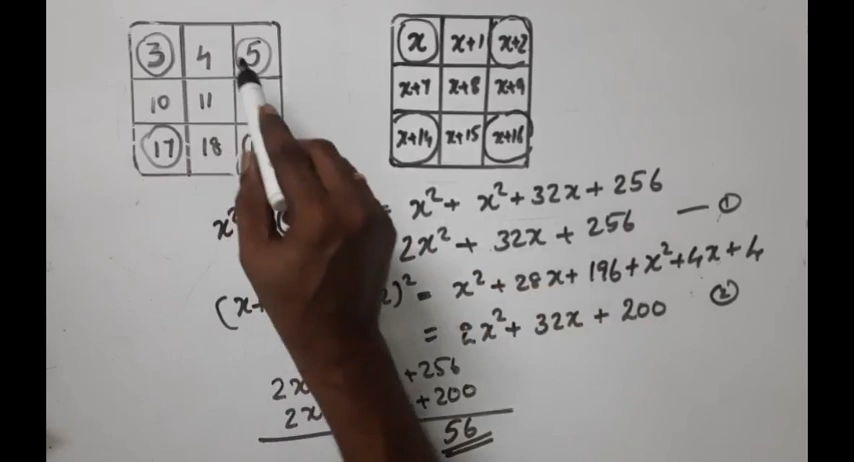 3 4 5
10 11
17 18
x x+1 x+2
x+7 x+8 x+9
x+14 x+15 x+16
x² = x² + x² + 32x + 256
2x² + 32x + 256 — ①
(x+ )² = x² + 28x + 196 + x² + 4x + 4
= 2x² + 32x + 200 ②
2x +256
2x +200
56